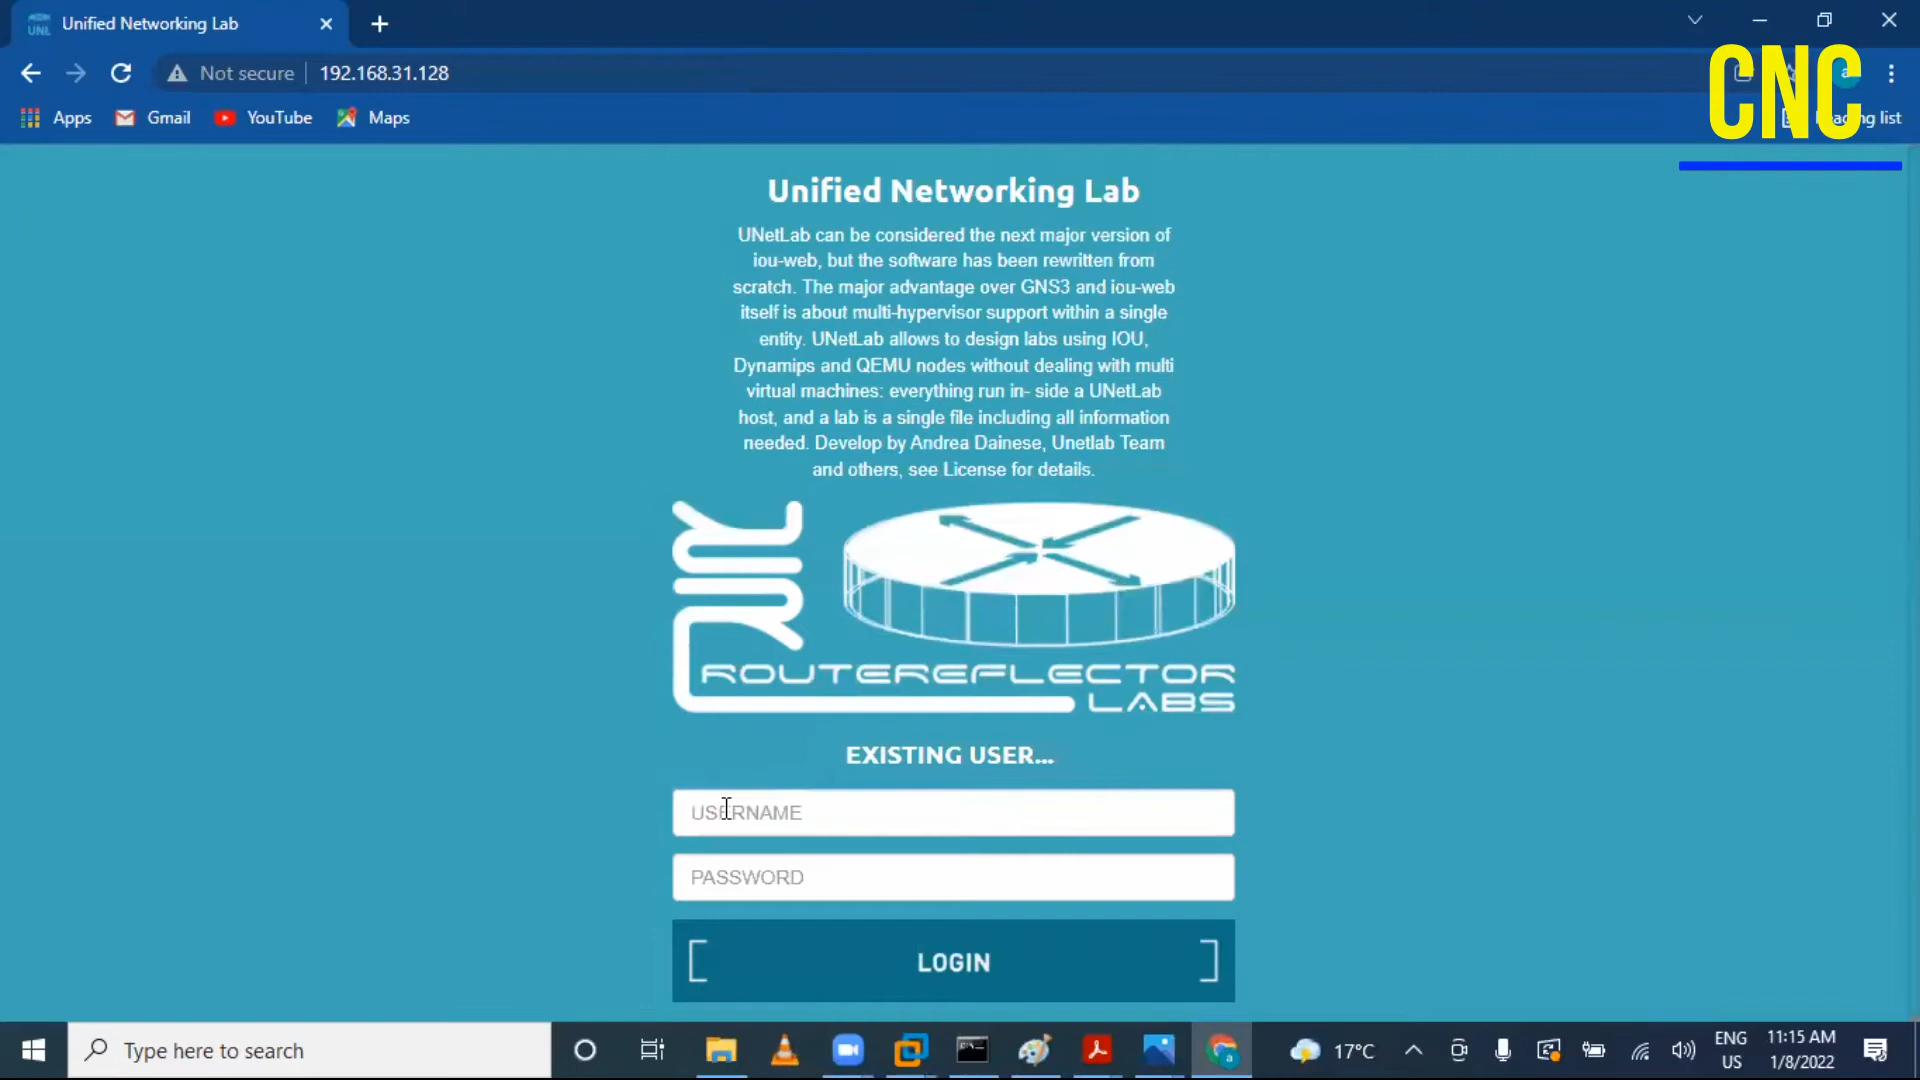 UNL Unified Networking Lab
Not secure 192.168.31.128
CNC
Apps Gmail YouTube Maps
list
Unified Networking Lab
UNetLab can be considered the next major version of
iou-web, but the software has been rewritten from
scratch. The major advantage over GNS3 and iou-web
itself is about multi-hypervisor support within a single
entity. UNetLab allows to design labs using IOU,
Dynamips and QEMU nodes without dealing with multi
virtual machines: everything run in- side a UNetLab
host, and a lab is a single file including all information
needed. Develop by Andrea Dainese, Unetlab Team
and others, see License for details.
UNL
ROUTEREFLECTOR
LABS
EXISTING USER...
USERNAME
PASSWORD
LOGIN
Type here to search
17°C
ENG
US
11:15 AM
1/8/2022